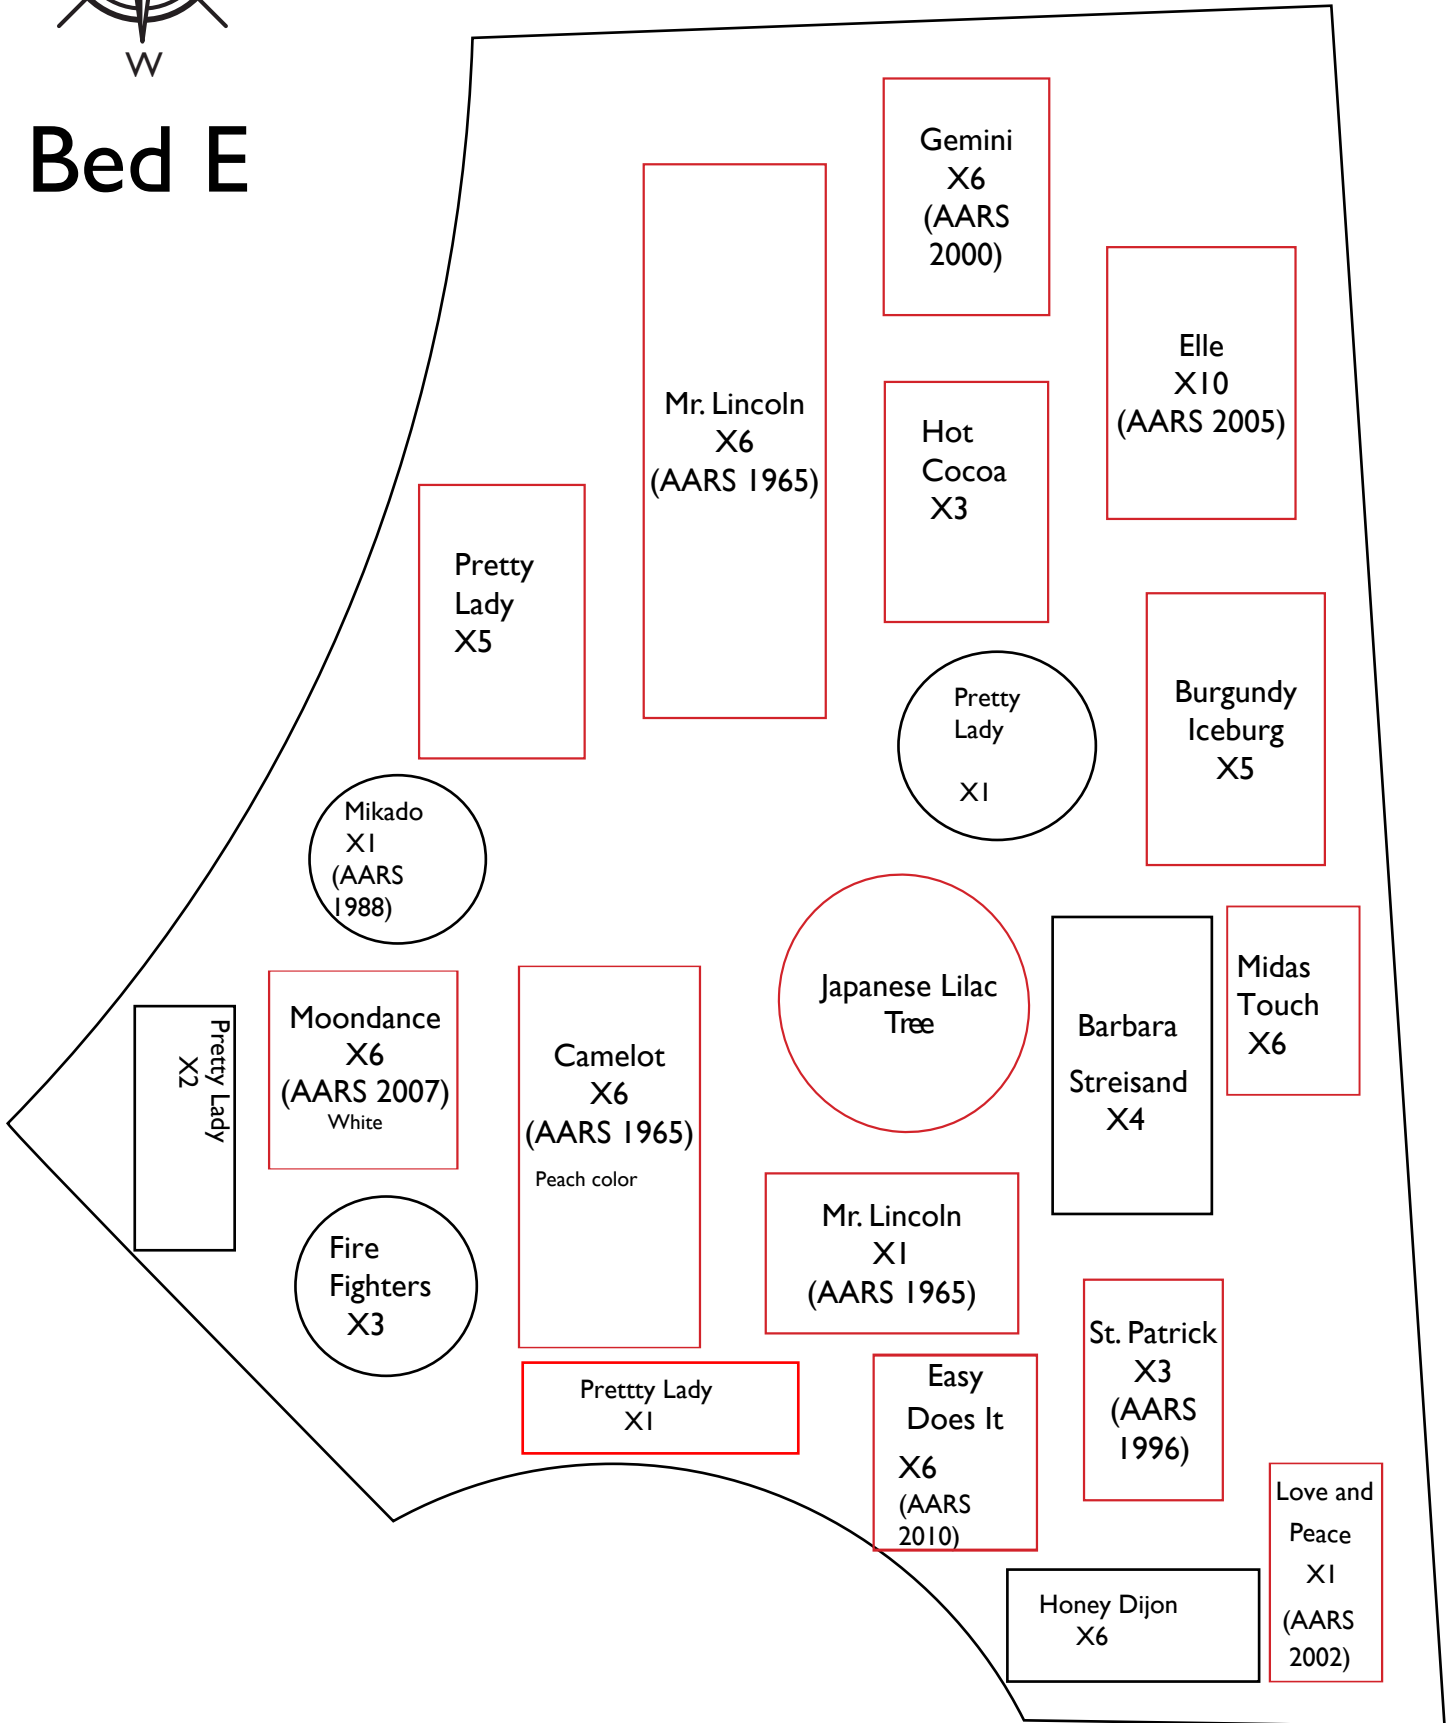 W
Bed E
Gemini
X6
(AARS
2000)
Mr. Lincoln
X6
(AARS 1965)
Elle
X10
(AARS 2005)
Hot
Cocoa
X3
Pretty
Lady
X5
Pretty
Lady
X1
Burgundy
Iceburg
X5
Mikado
X1
(AARS
1988)
Pretty Lady
X2
Moondance
X6
(AARS 2007)
White
Camelot
X6
(AARS 1965)
Peach color
Japanese Lilac
Tree
Barbara
Streisand
X4
Midas
Touch
X6
Fire
Fighters
X3
Mr. Lincoln
X1
(AARS 1965)
Prettty Lady
X1
Easy
Does It
X6
(AARS
2010)
St. Patrick
X3
(AARS
1996)
Love and
Peace
X1
(AARS
2002)
Honey Dijon
X6